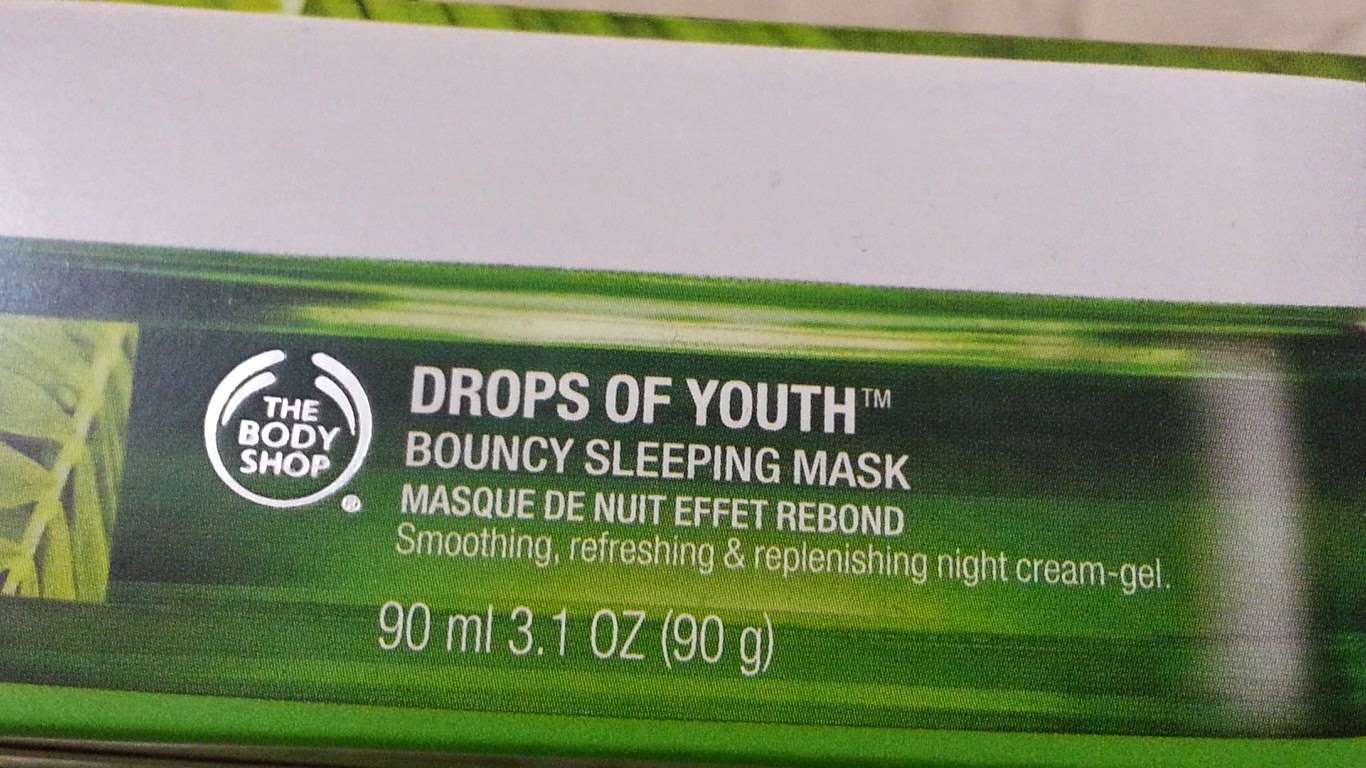 THE
BODY
SHOP
®
DROPS OF YOUTH™
BOUNCY SLEEPING MASK
MASQUE DE NUIT EFFET REBOND
Smoothing, refreshing & replenishing night cream-gel.
90 ml 3.1 OZ (90 g)